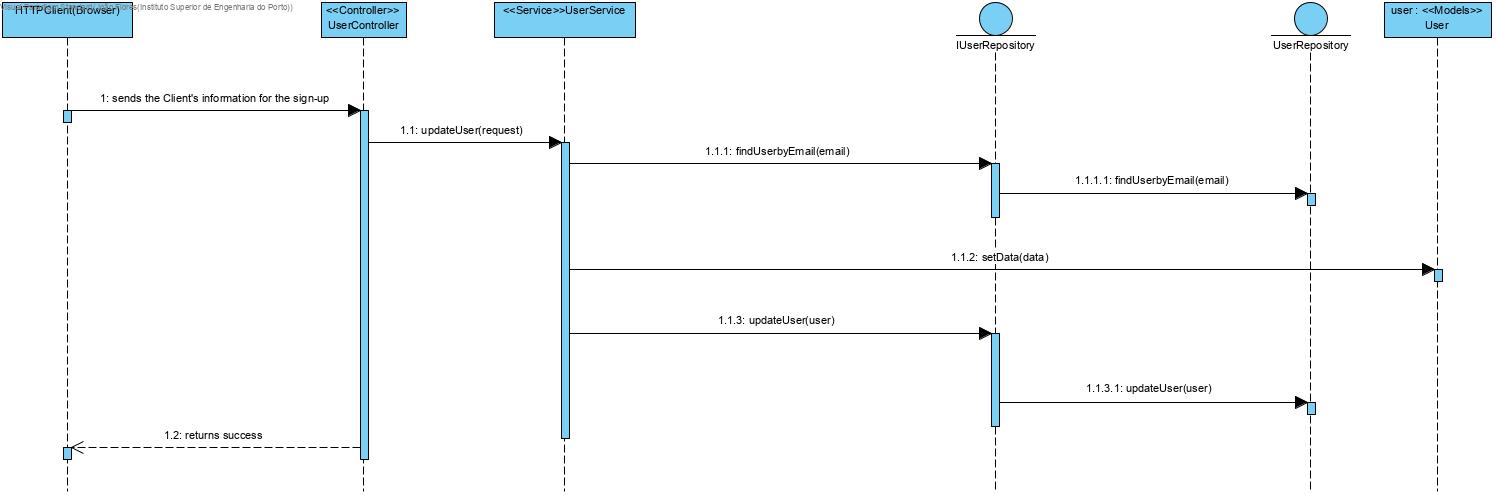 Flores(Instituto Superior de Engenharia do Porto))
HTTPClient(Browser)
<<Controller>>
UserController
<<Service>>UserService
IUserRepository
UserRepository
user : <<Models>>
User
1: sends the Client's information for the sign-up
1.1: updateUser(request)
1.1.1: findUserbyEmail(email)
1.1.1.1: findUserbyEmail(email)
1.1.2: setData(data)
1.1.3: updateUser(user)
1.1.3.1: updateUser(user)
1.2: returns success